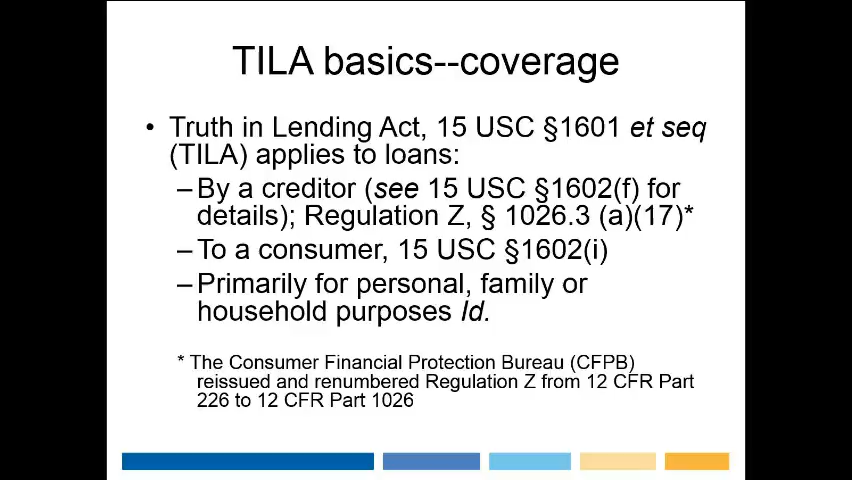 TILA basics--coverage
• Truth in Lending Act, 15 USC §1601 et seq
(TILA) applies to loans:
–By a creditor (see 15 USC §1602(f) for
details); Regulation Z, § 1026.3 (a)(17)*
–To a consumer, 15 USC §1602(i)
–Primarily for personal, family or
household purposes Id.
* The Consumer Financial Protection Bureau (CFPB)
reissued and renumbered Regulation Z from 12 CFR Part
226 to 12 CFR Part 1026